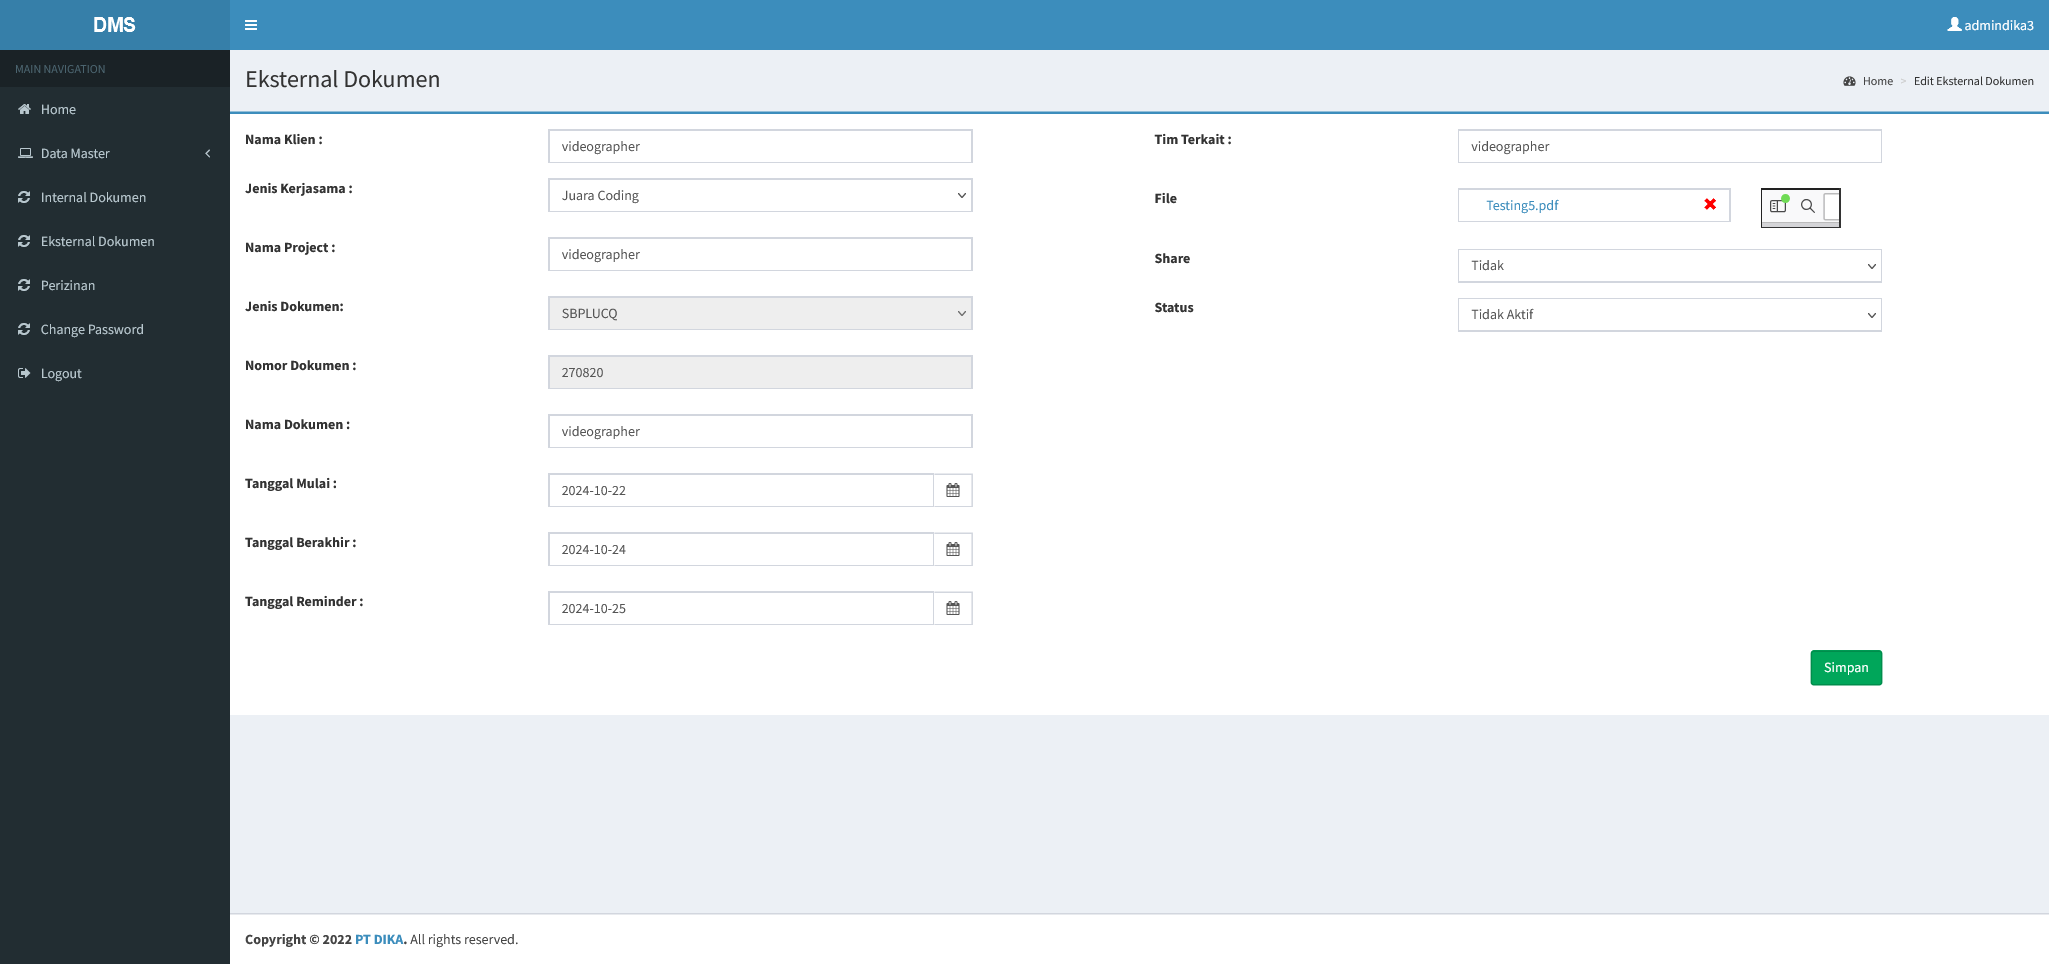 DMS
admindika3
MAIN NAVIGATION
Home
Data Master
Internal Dokumen
Eksternal Dokumen
Perizinan
Change Password
Logout
Eksternal Dokumen
Home > Edit Eksternal Dokumen
Nama Klien :
videographer
Jenis Kerjasama :
Juara Coding
Nama Project :
videographer
Jenis Dokumen:
SBPLUCQ
Nomor Dokumen :
270820
Nama Dokumen :
videographer
Tanggal Mulai :
2024-10-22
Tanggal Berakhir :
2024-10-24
Tanggal Reminder :
2024-10-25
Tim Terkait :
videographer
File
Testing5.pdf
Share
Tidak
Status
Tidak Aktif
Simpan
Copyright © 2022 PT DIKA. All rights reserved.